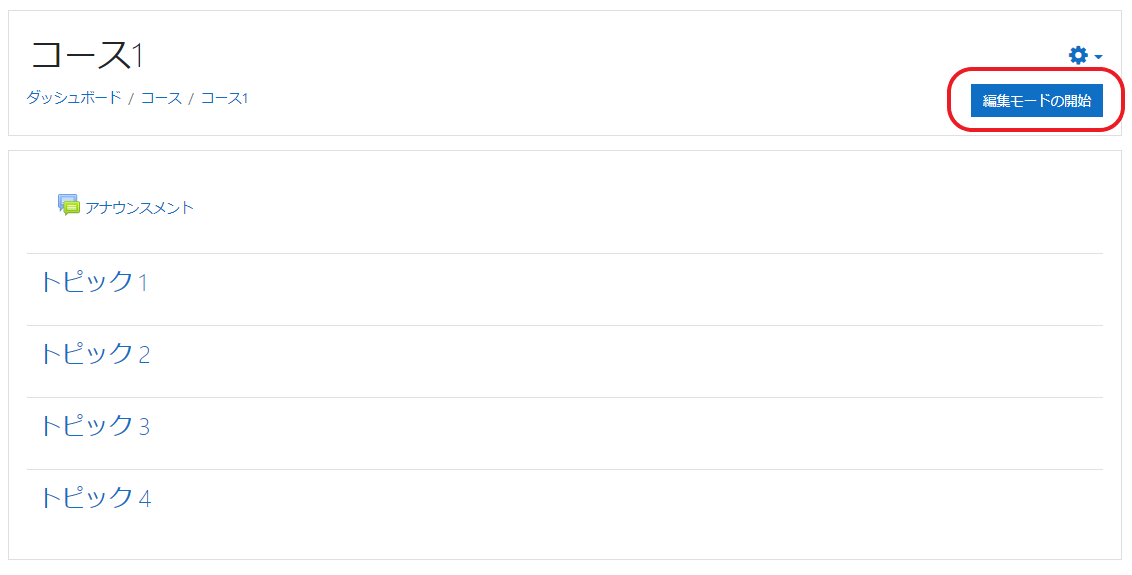 コース1
ダッシュボード / コース / コース1
編集モードの開始
アナウンスメント
トピック 1
トピック 2
トピック 3
トピック 4